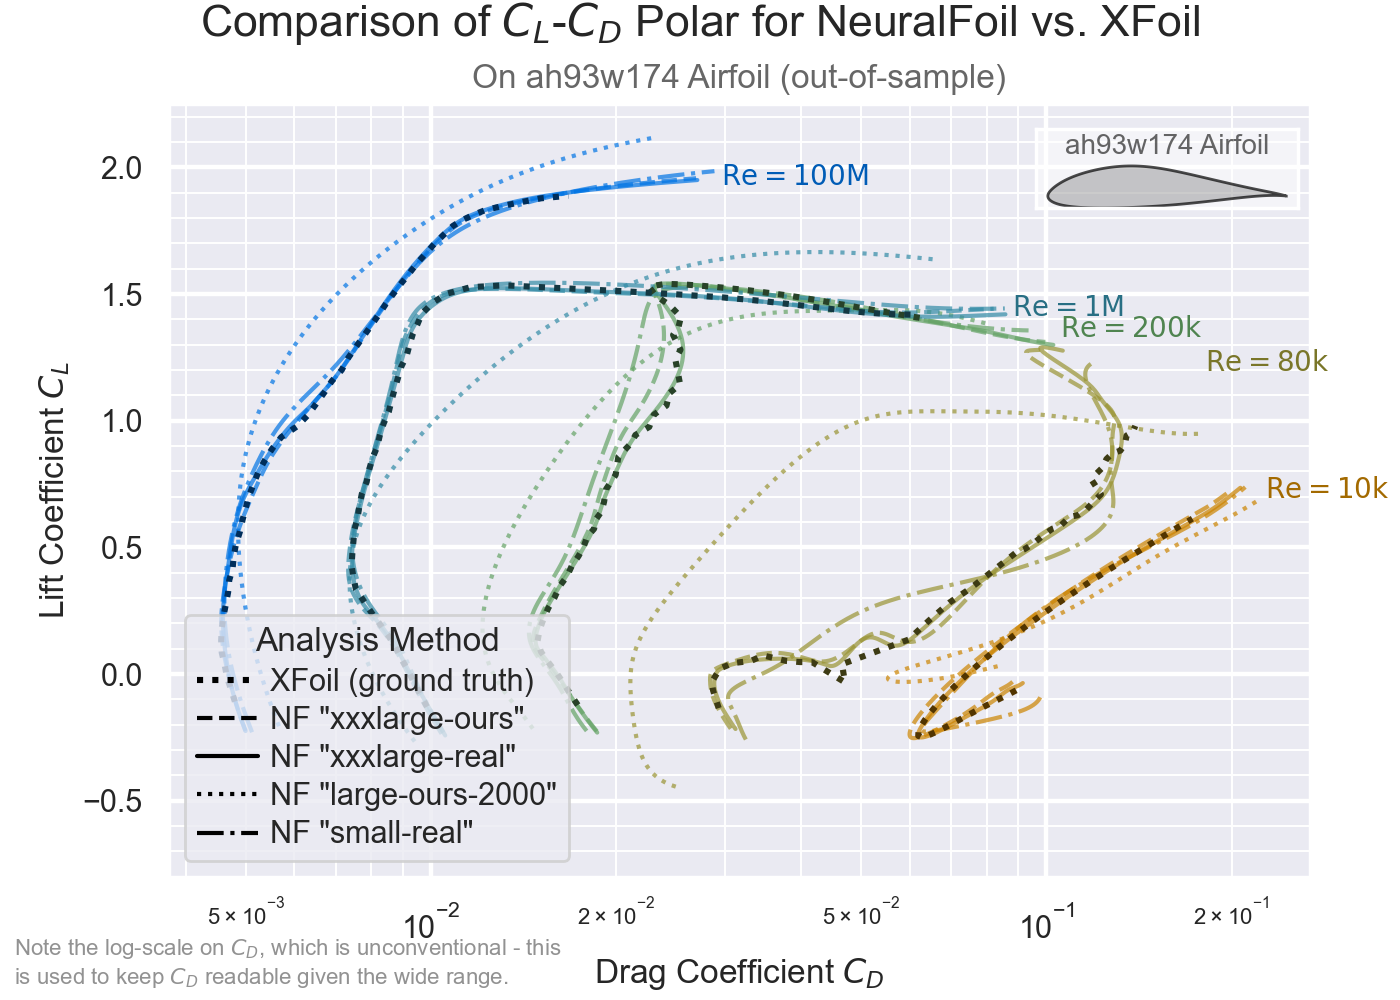 Comparison of C_L-C_D Polar for NeuralFoil vs. XFoil
On ah93w174 Airfoil (out-of-sample)
ah93w174 Airfoil
Re = 100M
Re = 1M
Re = 200k
Re = 80k
Re = 10k
Lift Coefficient C_L
2.0
1.5
1.0
0.5
0.0
−0.5
Analysis Method
XFoil (ground truth)
NF "xxxlarge-ours"
NF "xxxlarge-real"
NF "large-ours-2000"
NF "small-real"
5 × 10⁻³
10⁻²
2 × 10⁻²
5 × 10⁻²
10⁻¹
2 × 10⁻¹
Drag Coefficient C_D
Note the log-scale on C_D, which is unconventional - this
is used to keep C_D readable given the wide range.